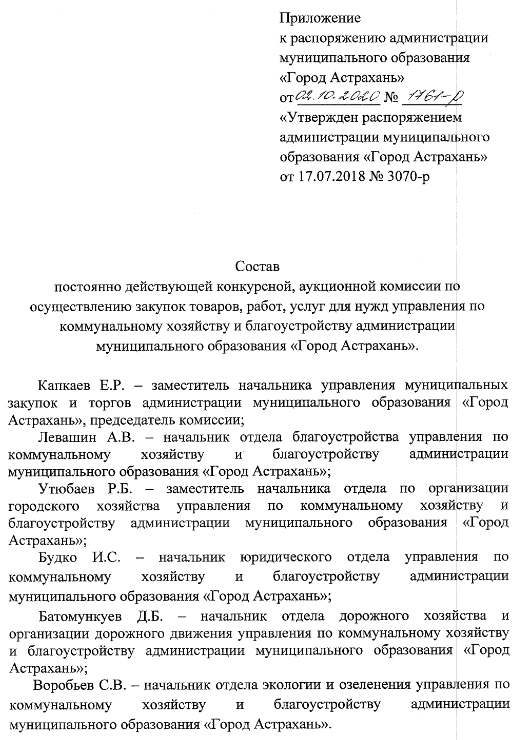 Приложение
к распоряжению администрации
муниципального образования
«Город Астрахань»
от 02.10.2020 № 1761-р
«Утвержден распоряжением
администрации муниципального
образования «Город Астрахань»
от 17.07.2018 № 3070-р
Состав
постоянно действующей конкурсной, аукционной комиссии по
осуществлению закупок товаров, работ, услуг для нужд управления по
коммунальному хозяйству и благоустройству администрации
муниципального образования «Город Астрахань».
Капкаев Е.Р. – заместитель начальника управления муниципальных
закупок и торгов администрации муниципального образования «Город
Астрахань», председатель комиссии;
Левашин А.В. – начальник отдела благоустройства управления по
коммунальному хозяйству и благоустройству администрации
муниципального образования «Город Астрахань»;
Утюбаев Р.Б. – заместитель начальника отдела по организации
городского хозяйства управления по коммунальному хозяйству и
благоустройству администрации муниципального образования «Город
Астрахань»;
Будко И.С. – начальник юридического отдела управления по
коммунальному хозяйству и благоустройству администрации
муниципального образования «Город Астрахань»;
Батомункуев Д.Б. – начальник отдела дорожного хозяйства и
организации дорожного движения управления по коммунальному хозяйству
и благоустройству администрации муниципального образования «Город
Астрахань»;
Воробьев С.В. – начальник отдела экологии и озеленения управления по
коммунальному хозяйству и благоустройству администрации
муниципального образования «Город Астрахань».